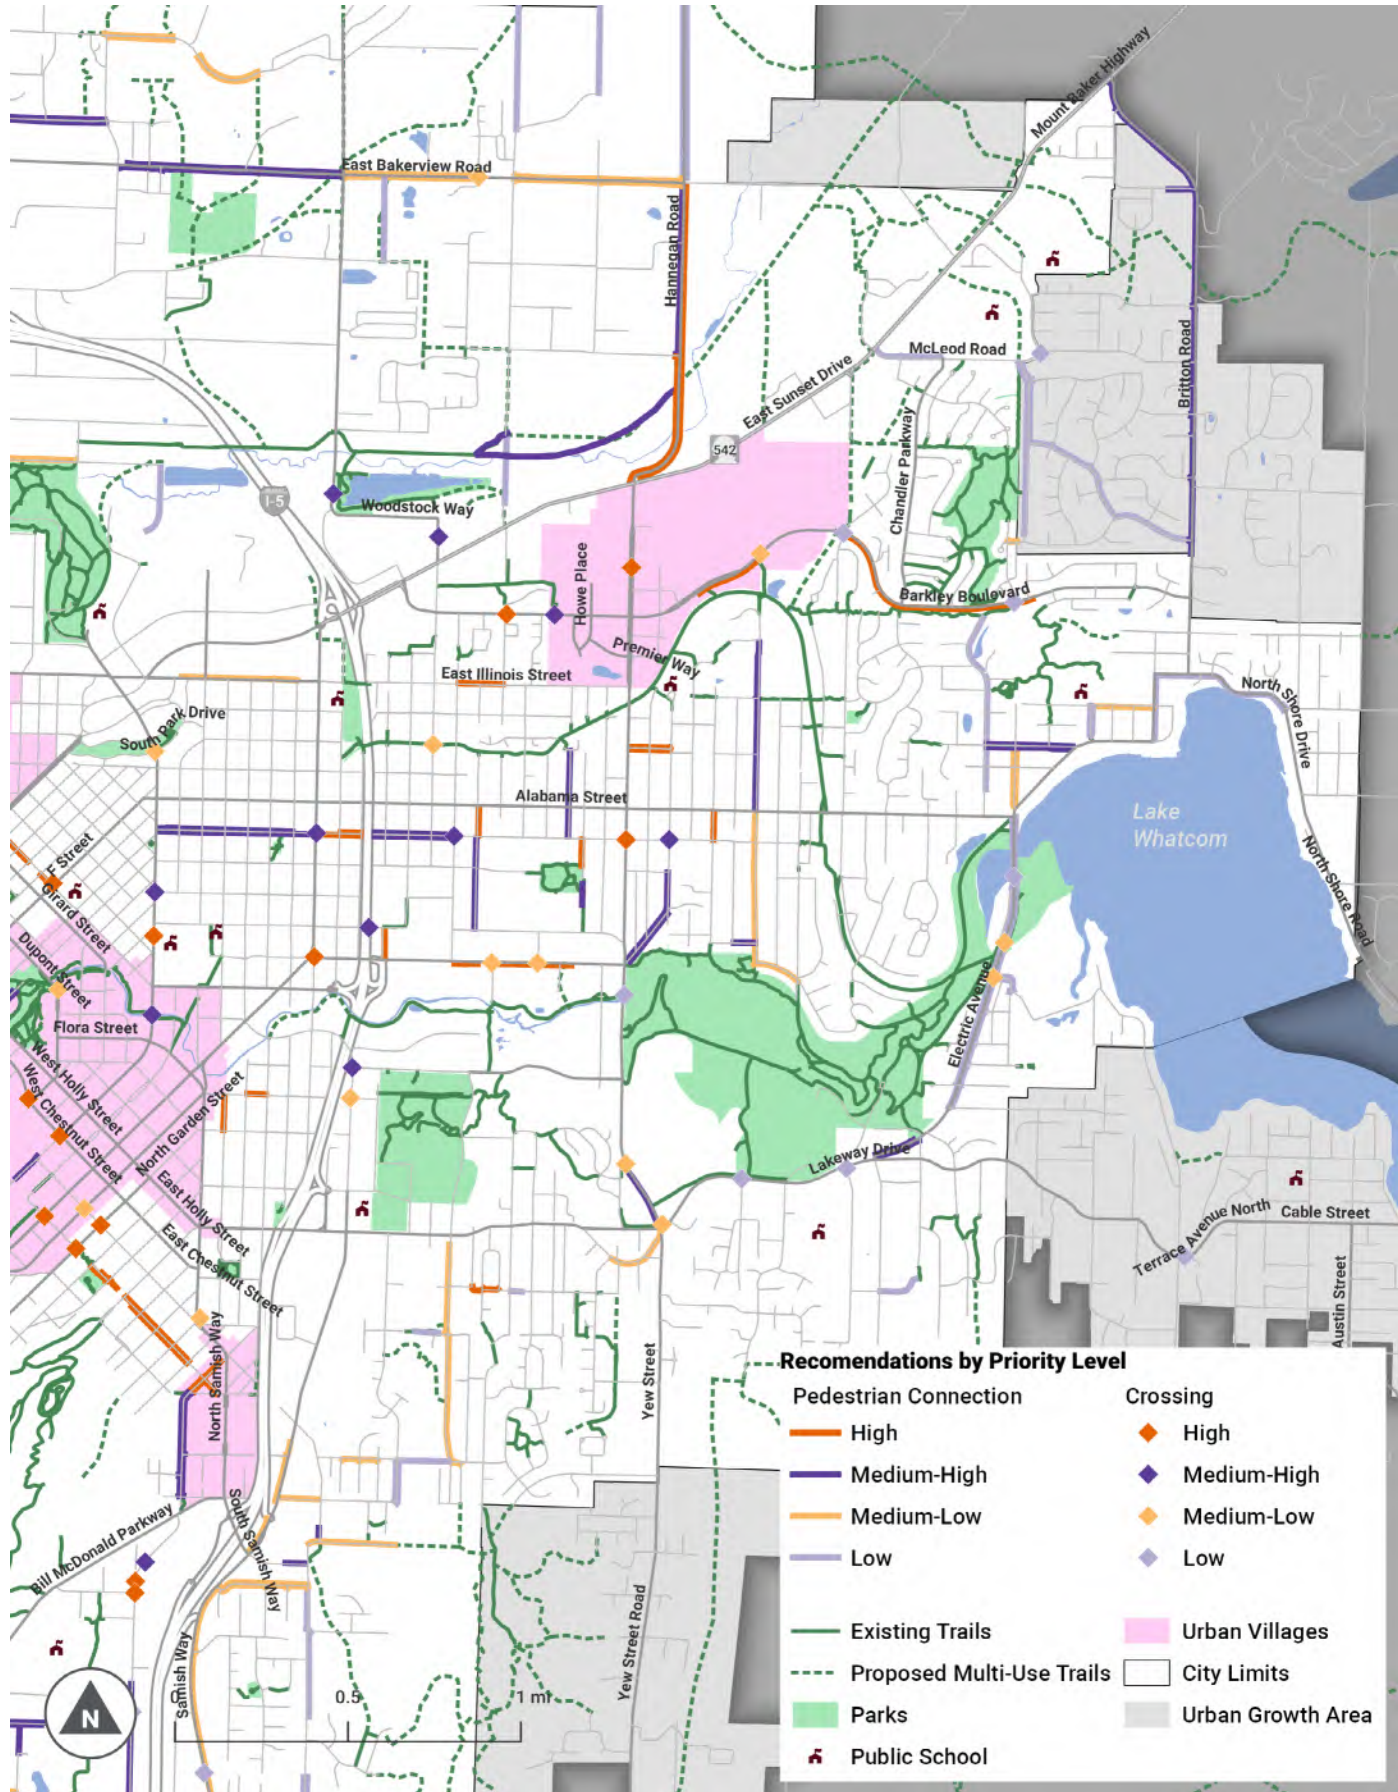 Mount Baker Highway
East Bakerview Road
Hannegan Road
McLeod Road
Britton Road
East Sunset Drive
Chandler Parkway
542
I-5
Woodstock Way
Howe Place
Barkley Boulevard
Premier Way
East Illinois Street
North Shore Drive
South Park Drive
Alabama Street
Lake
Whatcom
F Street
Girard Street
North Shore Road
Dupont Street
Flora Street
Electric Avenue
West Holly Street
West Chestnut Street
North Garden Street
Lakeway Drive
East Holly Street
Terrace Avenue North
Cable Street
East Chestnut Street
Austin Street
North Samish Way
Yew Street
Recomendations by Priority Level
Pedestrian Connection
Crossing
High
High
Medium-High
Medium-High
Medium-Low
Medium-Low
Low
Low
Bill McDonald Parkway
South Samish Way
Yew Street Road
Samish Way
Existing Trails
Urban Villages
Proposed Multi-Use Trails
City Limits
Parks
Urban Growth Area
Public School
N
0
0.5
1 mi